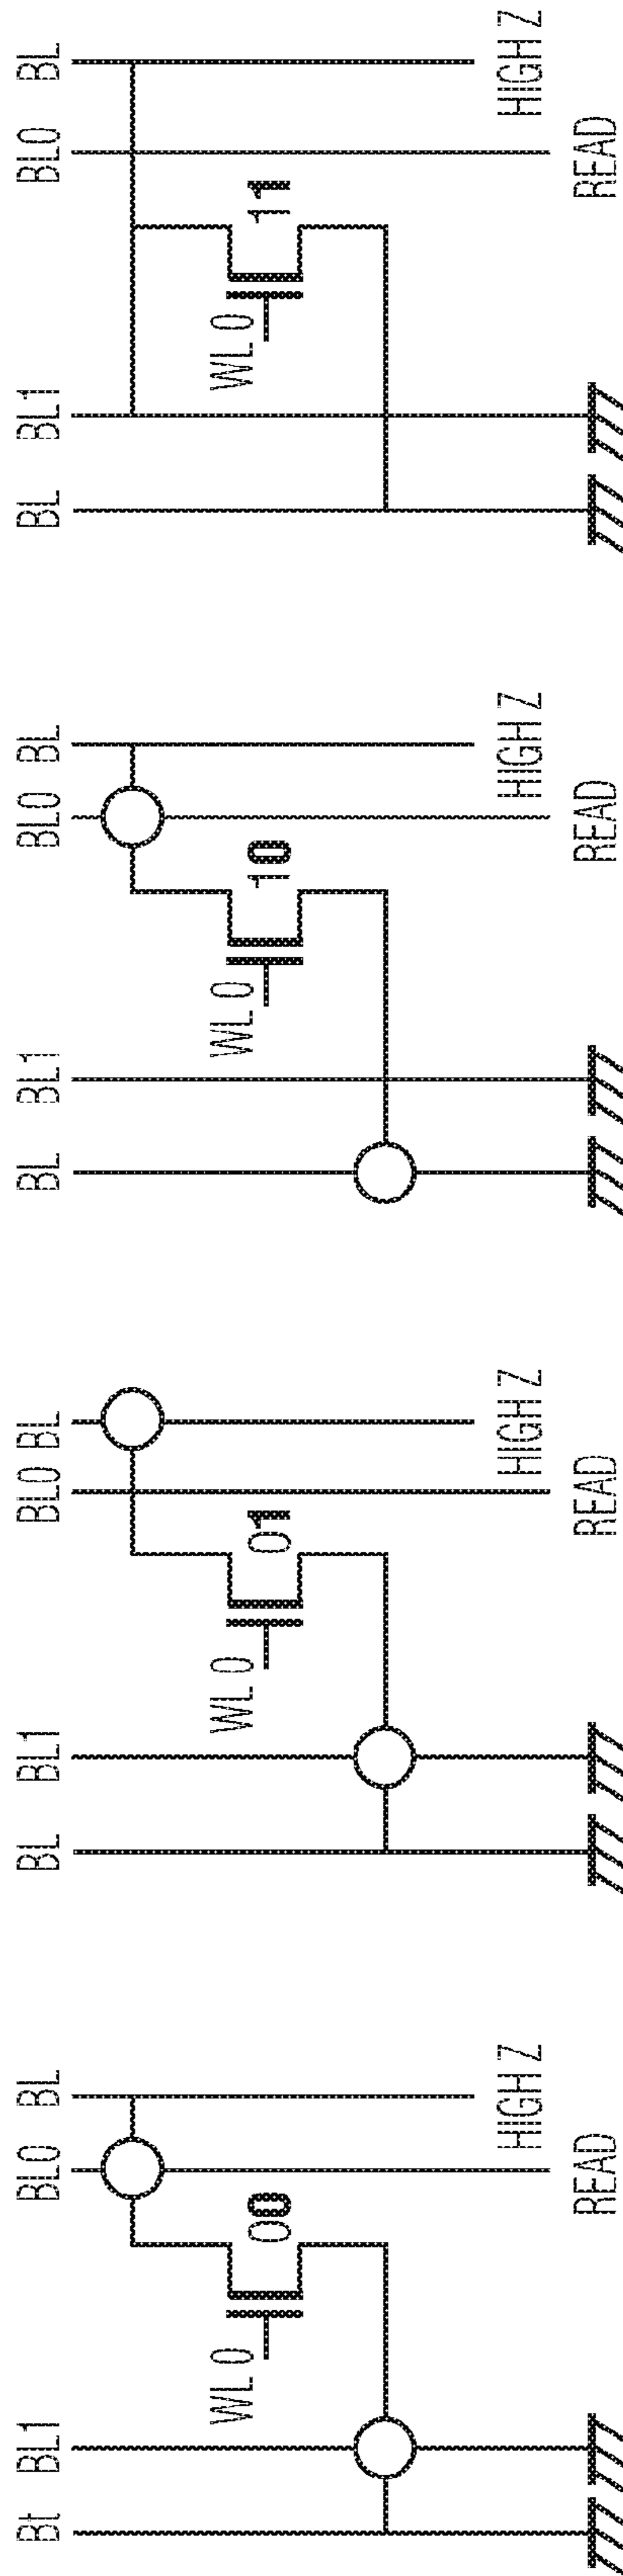 Bt BL1 BL0 BL BL BL1 BL0 BL BL BL1 BL0 BL BL BL1 BL0 BL
WL 0 WL 0 WL 0 WL 0
00 01 10 11
HIGH Z HIGH Z HIGH Z HIGH Z
READ READ READ READ